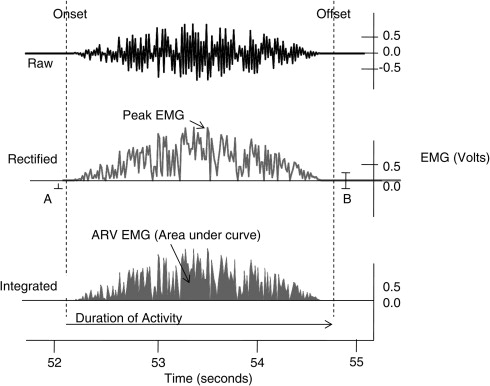 Onset Offset
0.5
0.0
-0.5
Raw
Peak EMG
Rectified
EMG (Volts)
0.5
0.0
A B
ARV EMG (Area under curve)
Integrated
0.5
0.0
Duration of Activity
52 53 54 55
Time (seconds)